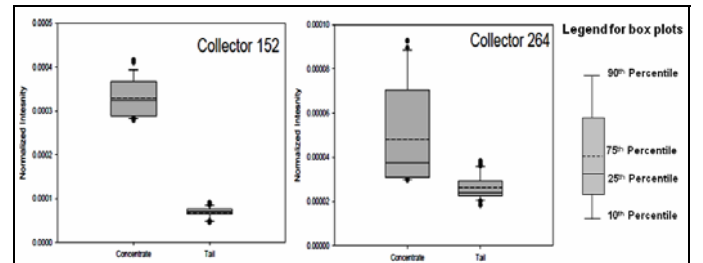 Collector 152
Normalized Intesnity
0.0005
0.0004
0.0003
0.0002
0.0001
0.0000
Concentrate Tail
Collector 264
Normalized Intesnity
0.00010
0.00008
0.00006
0.00004
0.00002
0.00000
Concentrate Tail
Legend for box plots
90th Percentile
75th Percentile
25th Percentile
10th Percentile